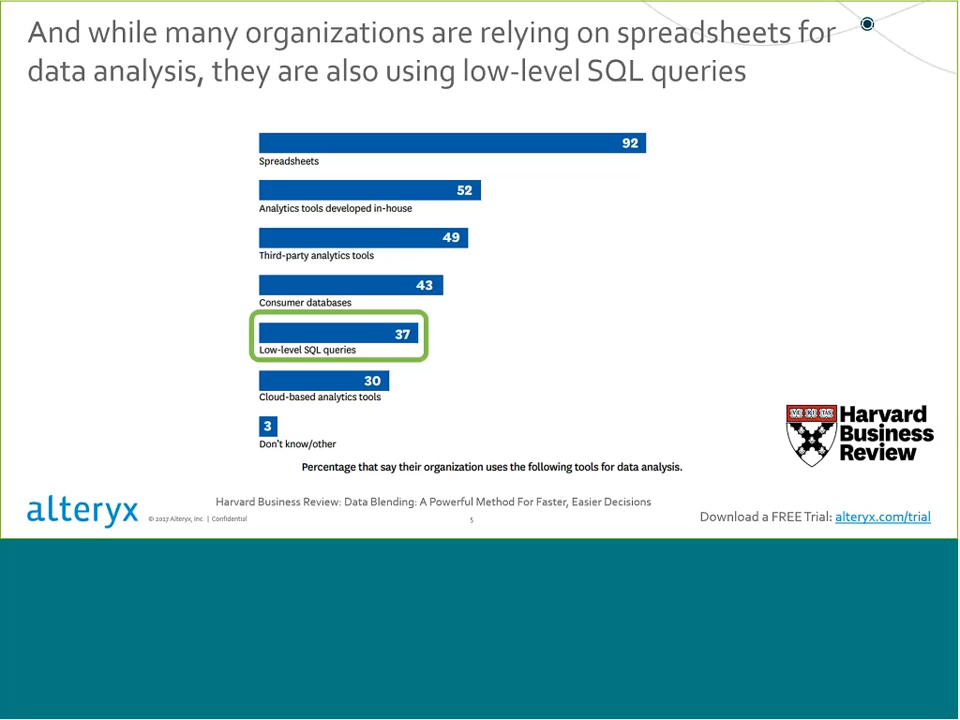 And while many organizations are relying on spreadsheets for
data analysis, they are also using low-level SQL queries
92
Spreadsheets
52
Analytics tools developed in-house
49
Third-party analytics tools
43
Consumer databases
37
Low-level SQL queries
30
Cloud-based analytics tools
3
Don't know/other
Percentage that say their organization uses the following tools for data analysis.
Harvard
Business
Review
Harvard Business Review: Data Blending: A Powerful Method For Faster, Easier Decisions
alteryx
© 2017 Alteryx, Inc. | Confidential
5
Download a FREE Trial: alteryx.com/trial